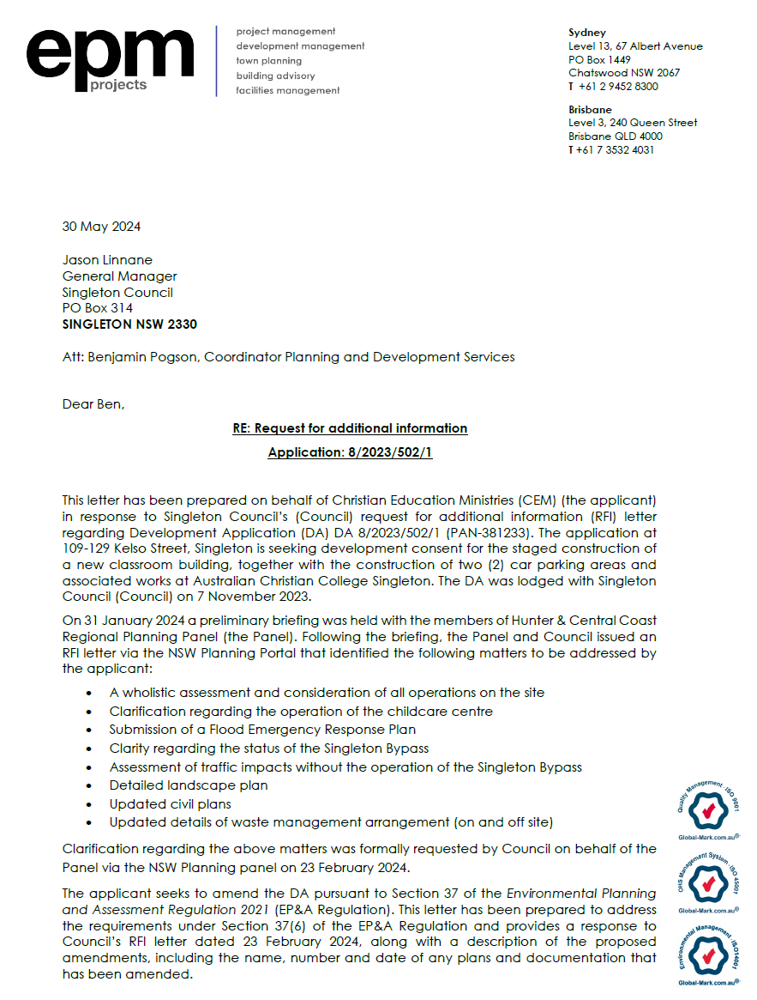 epm
projects
project management
development management
town planning
building advisory
facilities management
Sydney
Level 13, 67 Albert Avenue
PO Box 1449
Chatswood NSW 2067
T +61 2 9452 8300
Brisbane
Level 3, 240 Queen Street
Brisbane QLD 4000
T +61 7 3532 4031
30 May 2024
Jason Linnane
General Manager
Singleton Council
PO Box 314
SINGLETON NSW 2330
Att: Benjamin Pogson, Coordinator Planning and Development Services
Dear Ben,
RE: Request for additional information
Application: 8/2023/502/1
This letter has been prepared on behalf of Christian Education Ministries (CEM) (the applicant)
in response to Singleton Council's (Council) request for additional information (RFI) letter
regarding Development Application (DA) DA 8/2023/502/1 (PAN-381233). The application at
109-129 Kelso Street, Singleton is seeking development consent for the staged construction of
a new classroom building, together with the construction of two (2) car parking areas and
associated works at Australian Christian College Singleton. The DA was lodged with Singleton
Council (Council) on 7 November 2023.
On 31 January 2024 a preliminary briefing was held with the members of Hunter & Central Coast
Regional Planning Panel (the Panel). Following the briefing, the Panel and Council issued an
RFI letter via the NSW Planning Portal that identified the following matters to be addressed by
the applicant:
• A wholistic assessment and consideration of all operations on the site
• Clarification regarding the operation of the childcare centre
• Submission of a Flood Emergency Response Plan
• Clarity regarding the status of the Singleton Bypass
• Assessment of traffic impacts without the operation of the Singleton Bypass
• Detailed landscape plan
• Updated civil plans
• Updated details of waste management arrangement (on and off site)
Clarification regarding the above matters was formally requested by Council on behalf of the
Panel via the NSW Planning panel on 23 February 2024.
The applicant seeks to amend the DA pursuant to Section 37 of the Environmental Planning
and Assessment Regulation 2021 (EP&A Regulation). This letter has been prepared to address
the requirements under Section 37(6) of the EP&A Regulation and provides a response to
Council's RFI letter dated 23 February 2024, along with a description of the proposed
amendments, including the name, number and date of any plans and documentation that
has been amended.
Quality Management - ISO 9001
Global-Mark.com.au®
OHS Management System - ISO 45001
Global-Mark.com.au®
Environmental Management - ISO14001
Global-Mark.com.au®